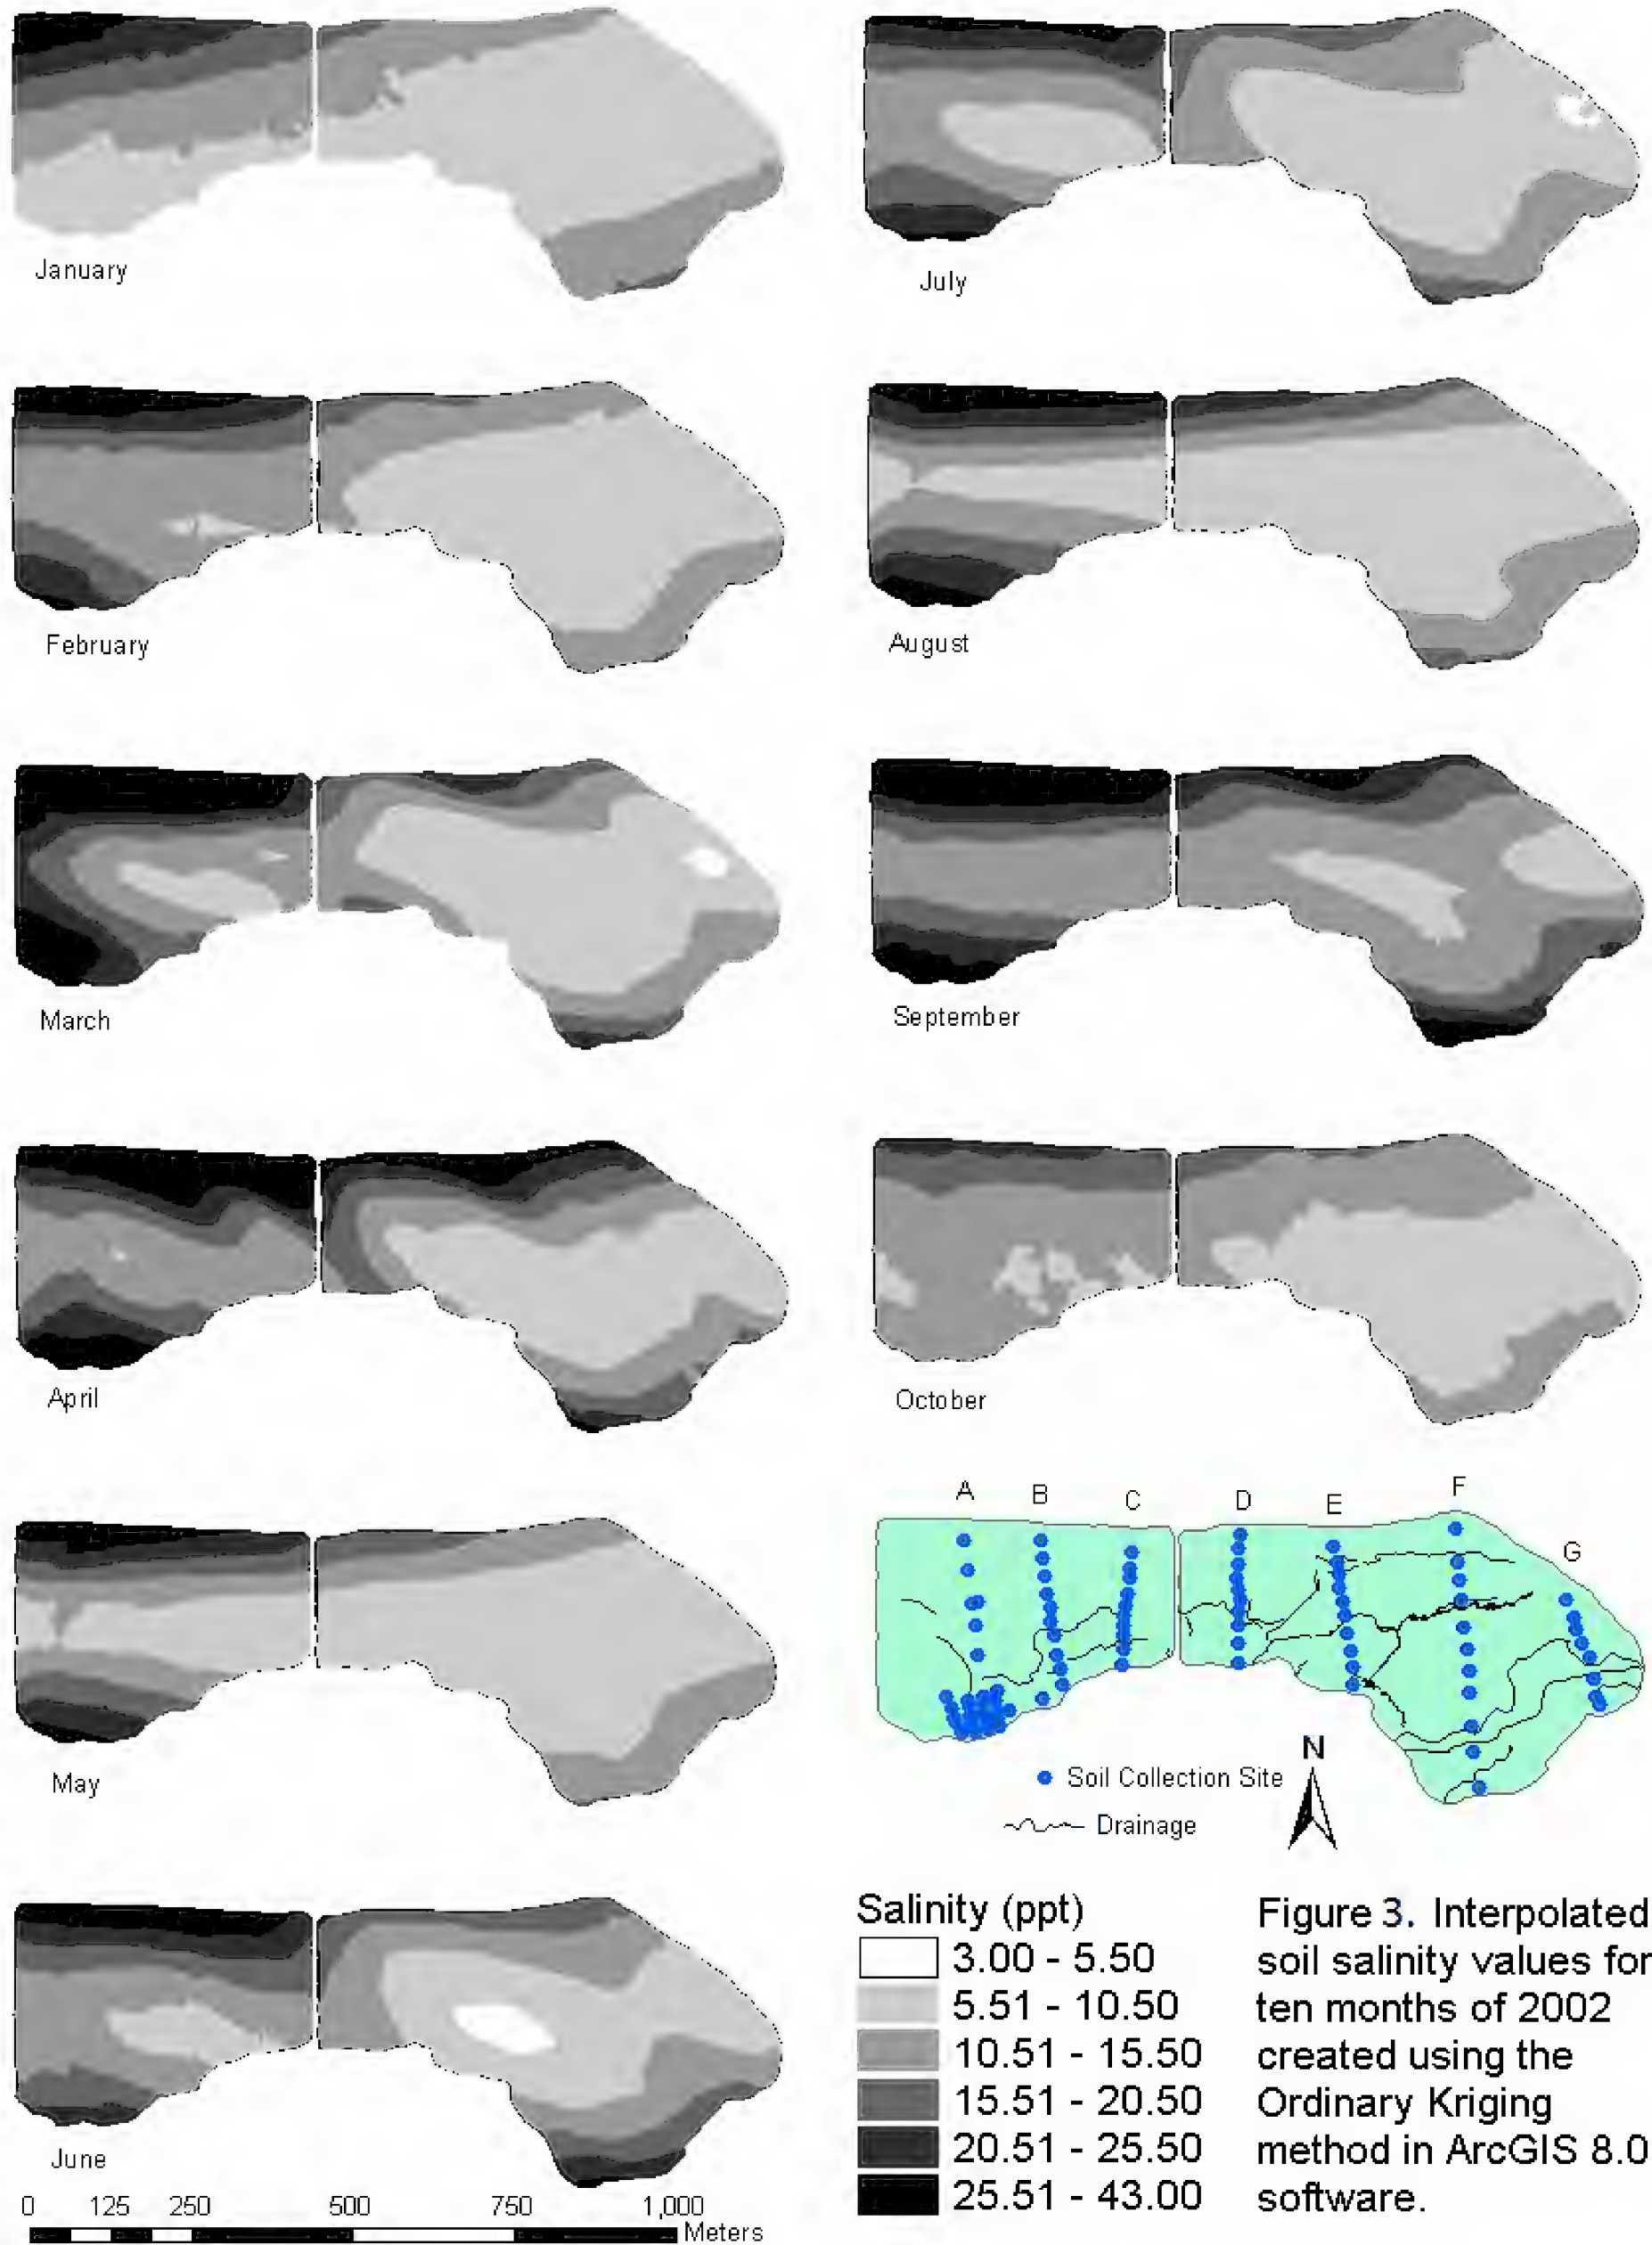 January
July
February
August
March
September
April
October
May
A
B
C
D
E
F
G
N
Soil Collection Site
Drainage
June
0 125 250 500 750 1,000
Meters
Salinity (ppt)
3.00 - 5.50
5.51 - 10.50
10.51 - 15.50
15.51 - 20.50
20.51 - 25.50
25.51 - 43.00
Figure 3. Interpolated
soil salinity values for
ten months of 2002
created using the
Ordinary Kriging
method in ArcGIS 8.0
software.